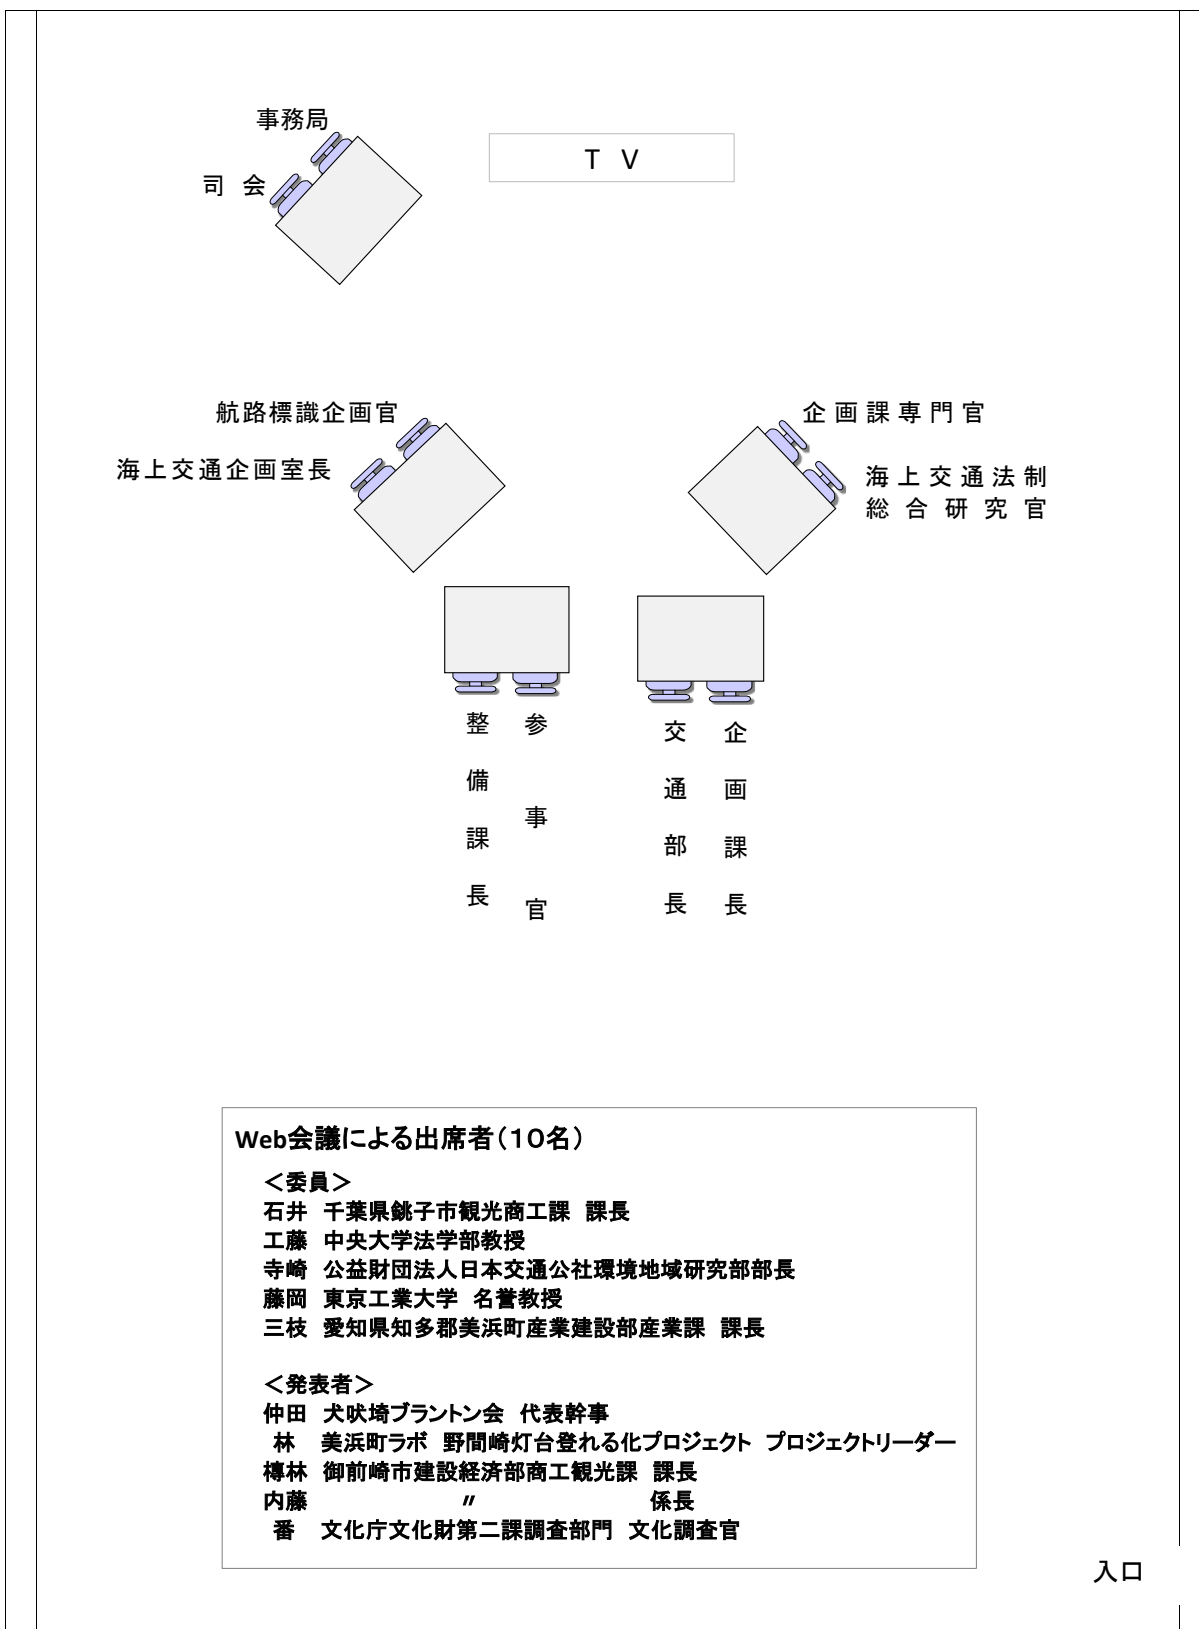 事務局
司 会
T V
航路標識企画官
海上交通企画室長
企画課専門官
海上交通法制
総合研究官
整備課長
参事官
交通部長
企画課長
Web会議による出席者(10名)
＜委員＞
石井 千葉県銚子市観光商工課 課長
工藤 中央大学法学部教授
寺崎 公益財団法人日本交通公社環境地域研究部部長
藤岡 東京工業大学 名誉教授
三枝 愛知県知多郡美浜町産業建設部産業課 課長
＜発表者＞
仲田 犬吠埼ブラントン会 代表幹事
林 美浜町ラボ 野間崎灯台登れる化プロジェクト プロジェクトリーダー
榑林 御前崎市建設経済部商工観光課 課長
内藤 〃 係長
番 文化庁文化財第二課調査部門 文化調査官
入口